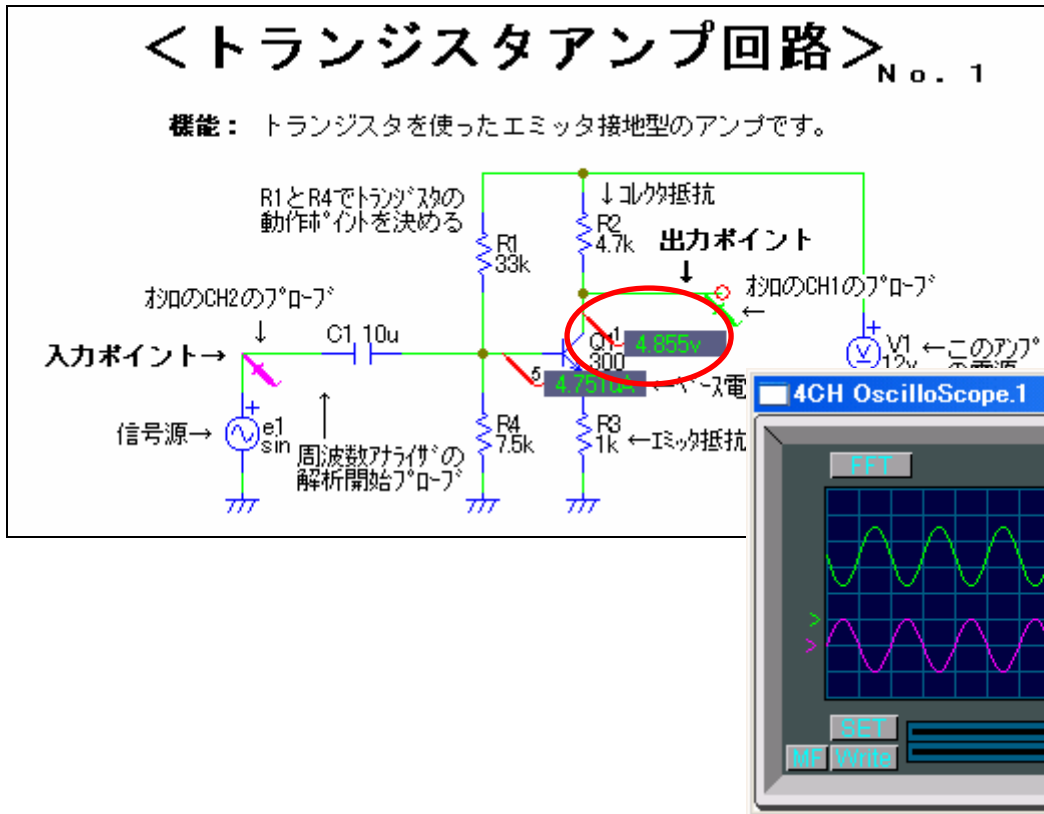 ＜トランジスタアンプ回路＞No. 1
機能： トランジスタを使ったエミッタ接地型のアンプです。
R1とR4でトランジスタの
動作ポイントを決める
↓コレクタ抵抗
R1
33k
R2
4.7k
出力ポイント
↓
オシロのCH2のプローブ
↓
オシロのCH1のプローブ
←
C1 10u
入力ポイント→
Q1
300
1
4.855v
5
4.751uA
←ベース電
V1
12v
←このアンプ
の電源
信号源→
e1
sin
↑
周波数アナライザの
解析開始プローブ
R4
7.5k
R3
1k
←エミッタ抵抗
4CH OscilloScope.1
FFT
>
>
SET
MF
Write